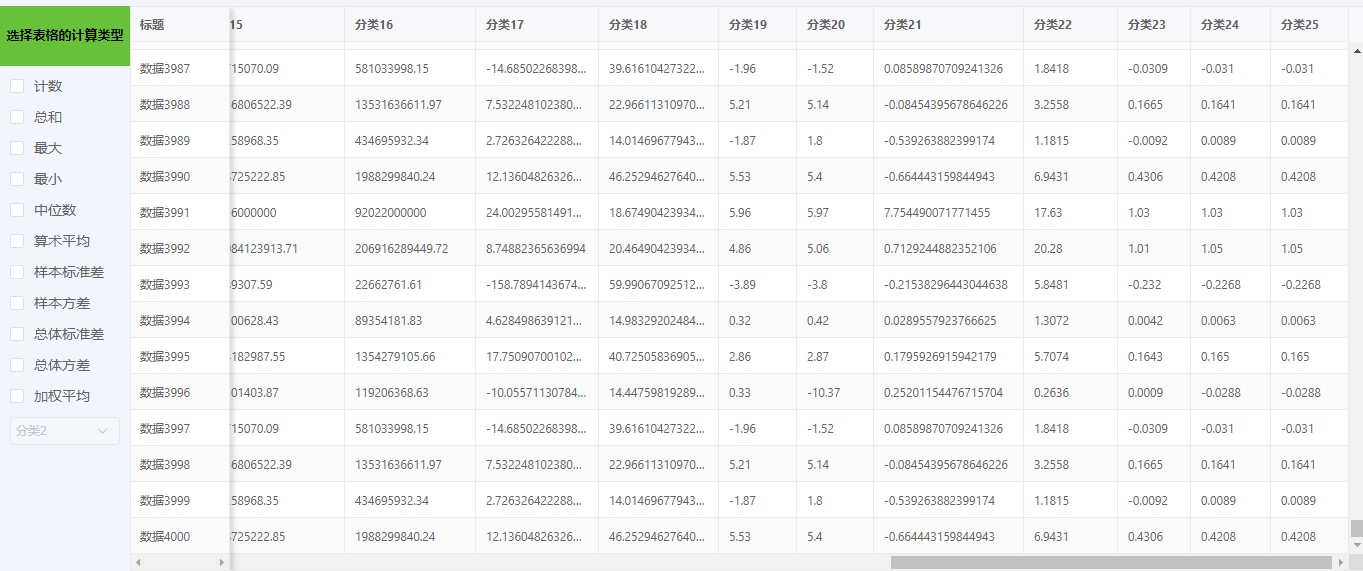 选择表格的计算类型
计数
总和
最大
最小
中位数
算术平均
样本标准差
样本方差
总体标准差
总体方差
加权平均
分类2
标题 15 分类16 分类17 分类18 分类19 分类20 分类21 分类22 分类23 分类24 分类25
数据3987 15070.09 581033998.15 -14.68502268398... 39.61610427322... -1.96 -1.52 0.08589870709241326 1.8418 -0.0309 -0.031 -0.031
数据3988 6806522.39 13531636611.97 7.532248102380... 22.96611310970... 5.21 5.14 -0.08454395678646226 3.2558 0.1665 0.1641 0.1641
数据3989 58968.35 434695932.34 2.726326422288... 14.01469677943... -1.87 1.8 -0.539263882399174 1.1815 -0.0092 0.0089 0.0089
数据3990 725222.85 1988299840.24 12.13604826326... 46.25294627640... 5.53 5.4 -0.664443159844943 6.9431 0.4306 0.4208 0.4208
数据3991 6000000 92022000000 24.00295581491... 18.67490423934... 5.96 5.97 7.754490071771455 17.63 1.03 1.03 1.03
数据3992 84123913.71 206916289449.72 8.74882365636994 20.46490423934... 4.86 5.06 0.7129244882352106 20.28 1.01 1.05 1.05
数据3993 9307.59 22662761.61 -158.7894143674... 59.99067092512... -3.89 -3.8 -0.21538296443044638 5.8481 -0.232 -0.2268 -0.2268
数据3994 00628.43 89354181.83 4.628498639121... 14.98329202484... 0.32 0.42 0.0289557923766625 1.3072 0.0042 0.0063 0.0063
数据3995 182987.55 1354279105.66 17.75090700102... 40.72505836905... 2.86 2.87 0.1795926915942179 5.7074 0.1643 0.165 0.165
数据3996 01403.87 119206368.63 -10.05571130784... 14.44759819289... 0.33 -10.37 0.25201154476715704 0.2636 0.0009 -0.0288 -0.0288
数据3997 15070.09 581033998.15 -14.68502268398... 39.61610427322... -1.96 -1.52 0.08589870709241326 1.8418 -0.0309 -0.031 -0.031
数据3998 6806522.39 13531636611.97 7.532248102380... 22.96611310970... 5.21 5.14 -0.08454395678646226 3.2558 0.1665 0.1641 0.1641
数据3999 58968.35 434695932.34 2.726326422288... 14.01469677943... -1.87 1.8 -0.539263882399174 1.1815 -0.0092 0.0089 0.0089
数据4000 725222.85 1988299840.24 12.13604826326... 46.25294627640... 5.53 5.4 -0.664443159844943 6.9431 0.4306 0.4208 0.4208